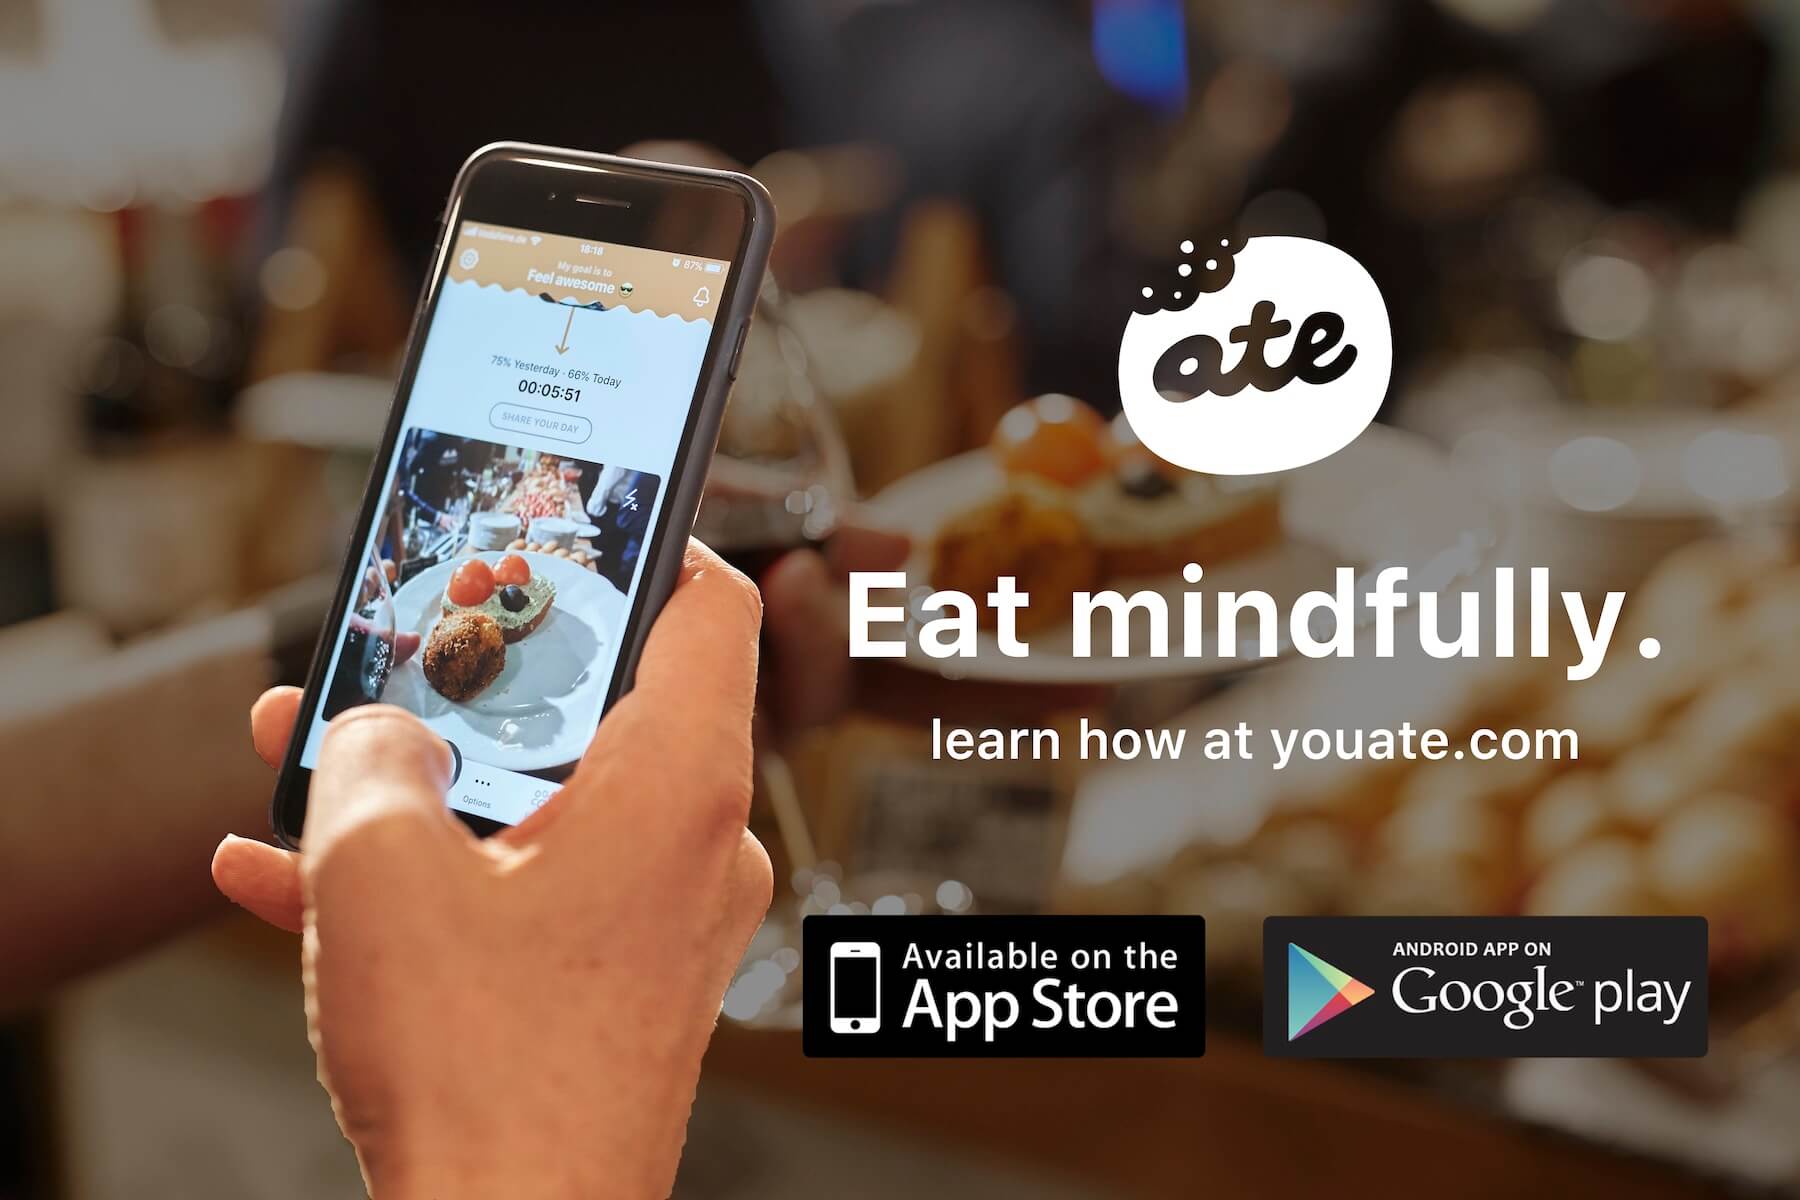 vodafone.de
18:18
87%
My goal is to
Feel awesome 😎
75% Yesterday · 66% Today
00:05:51
SHARE YOUR DAY
Options
ate
Eat mindfully.
learn how at youate.com
Available on the
App Store
ANDROID APP ON
Google™ play